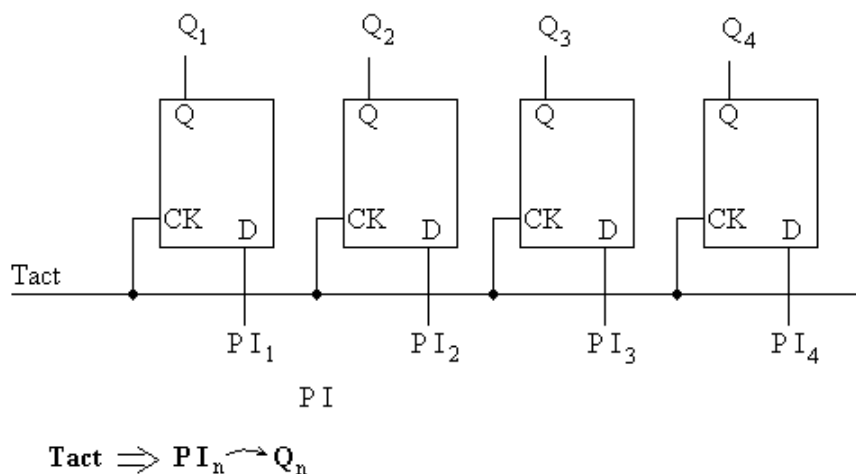 Q₁ Q₂ Q₃ Q₄
Q Q Q Q
CK CK CK CK
D D D D
Tact
PI₁ PI₂ PI₃ PI₄
PI
Tact ⇒ PIₙ → Qₙ